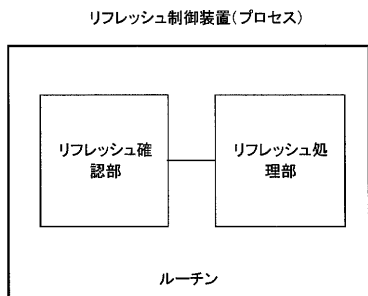 リフレッシュ制御装置(プロセス)
リフレッシュ確
認部
リフレッシュ処
理部
ルーチン